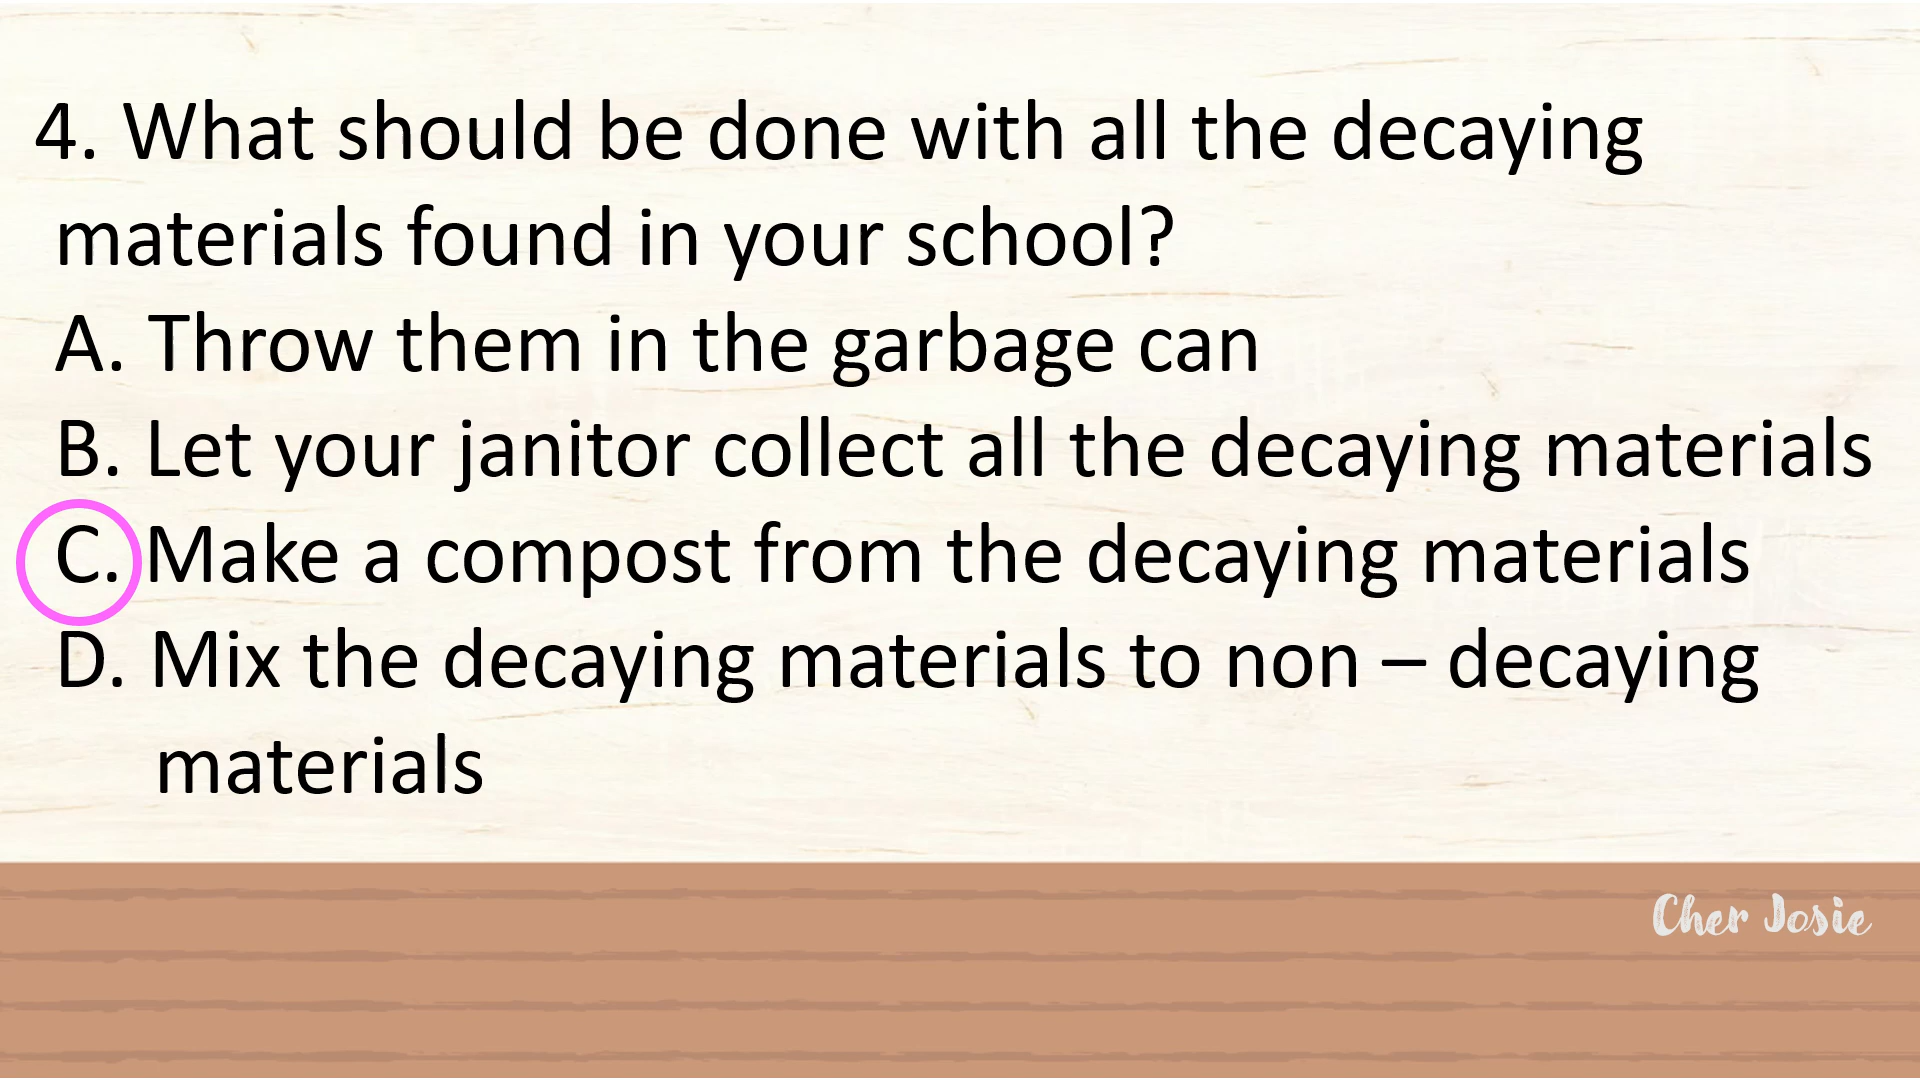 4. What should be done with all the decaying
materials found in your school?
A. Throw them in the garbage can
B. Let your janitor collect all the decaying materials
C. Make a compost from the decaying materials
D. Mix the decaying materials to non – decaying
materials
Cher Josie